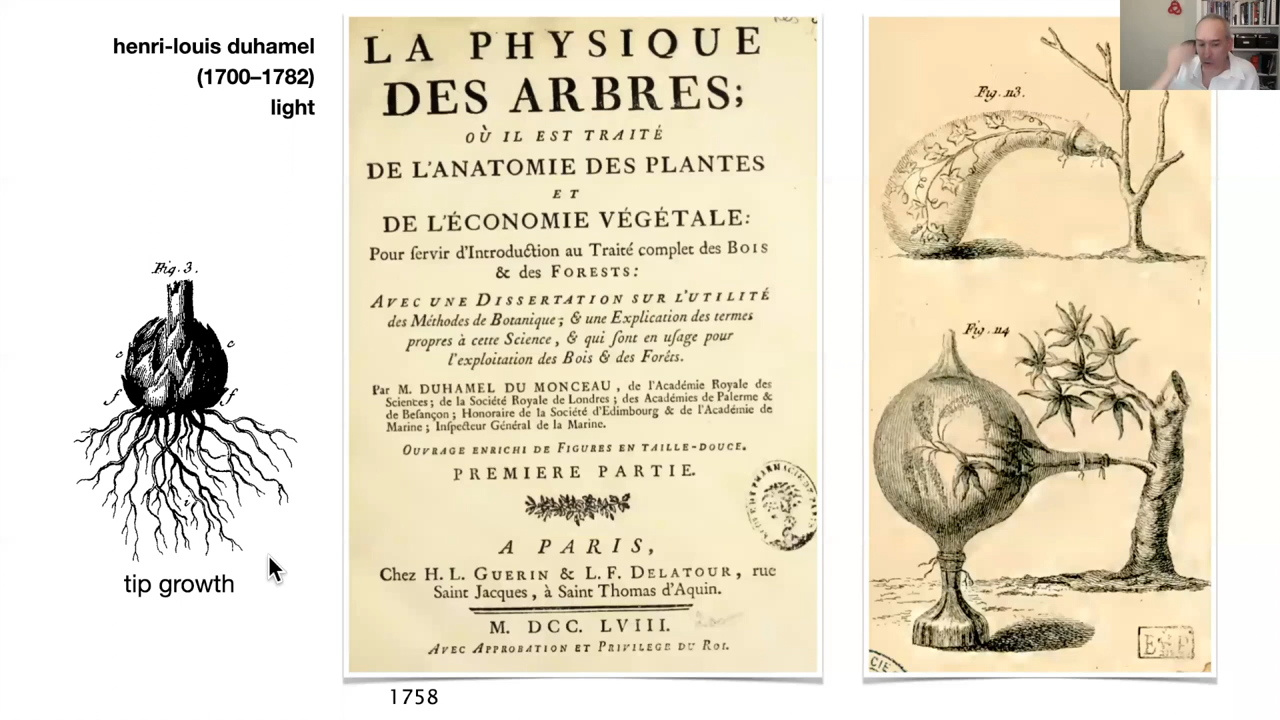 henri-louis duhamel
(1700–1782)
light
Fig. 3.
c
c
f
f
tip growth
LA PHYSIQUE
DES ARBRES;
OÙ IL EST TRAITÉ
DE L'ANATOMIE DES PLANTES
ET
DE L'ÉCONOMIE VÉGÉTALE:
Pour ſervir d'Introduction au Traité complet des BOIS
& des FORESTS:
AVEC UNE DISSERTATION SUR L'UTILITÉ
des Méthodes de Botanique; & une Explication des termes
propres à cette Science, & qui ſont en uſage pour
l'exploitation des Bois & des Forêts.
Par M. DUHAMEL DU MONCEAU, de l'Académie Royale des
Sciences; de la Société Royale de Londres; des Académies de Palerme &
de Beſançon; Honoraire de la Société d'Edimbourg & de l'Académie de
Marine; Inſpecteur Général de la Marine.
OUVRAGE ENRICHI DE FIGURES EN TAILLE-DOUCE.
PREMIERE PARTIE.
A PARIS,
Chez H. L. GUERIN & L. F. DELATOUR, rue
Saint Jacques, à Saint Thomas d'Aquin.
M. DCC. LVIII.
AVEC APPROBATION ET PRIVILEGE DU ROI.
1758
Fig. 113.
Fig. 114